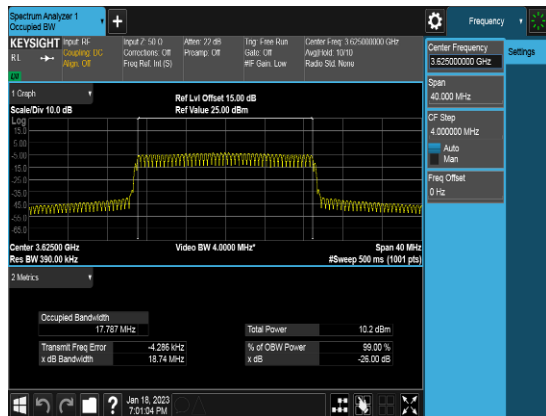 Spectrum Analyzer 1
Occupied BW
Frequency
KEYSIGHT Input: RF
Coupling: DC
Align: Off
RL
Input Z: 50 Ω
Corrections: Off
Freq Ref: Int (S)
Atten: 22 dB
Preamp: Off
Trig: Free Run
Gate: Off
#IF Gain: Low
Center Freq: 3.625000000 GHz
Avg|Hold: 10/10
Radio Std: None
Center Frequency
3.625000000 GHz
Settings
Span
40.000 MHz
CF Step
4.000000 MHz
Auto
Man
Freq Offset
0 Hz
1 Graph
Scale/Div 10.0 dB
Ref Lvl Offset 15.00 dB
Ref Value 25.00 dBm
Log
15.0
5.00
-5.00
-15.0
-25.0
-35.0
-45.0
-55.0
-65.0
Center 3.62500 GHz
Res BW 390.00 kHz
Video BW 4.0000 MHz*
Span 40 MHz
#Sweep 500 ms (1001 pts)
2 Metrics
Occupied Bandwidth
17.787 MHz
Total Power 10.2 dBm
Transmit Freq Error -4.286 kHz
% of OBW Power 99.00 %
x dB Bandwidth 18.74 MHz
x dB -26.00 dB
?
Jan 18, 2023
7:01:04 PM